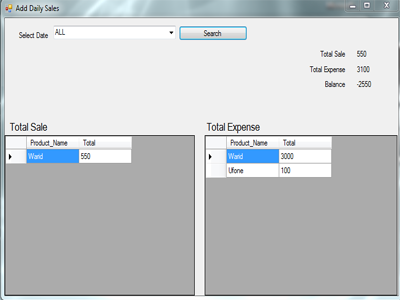 Add Daily Sales
Select Date ALL Search
Total Sale 550
Total Expense 3100
Balance -2550
Total Sale
Product_Name Total
Warid 550
Total Expense
Product_Name Total
Warid 3000
Ufone 100